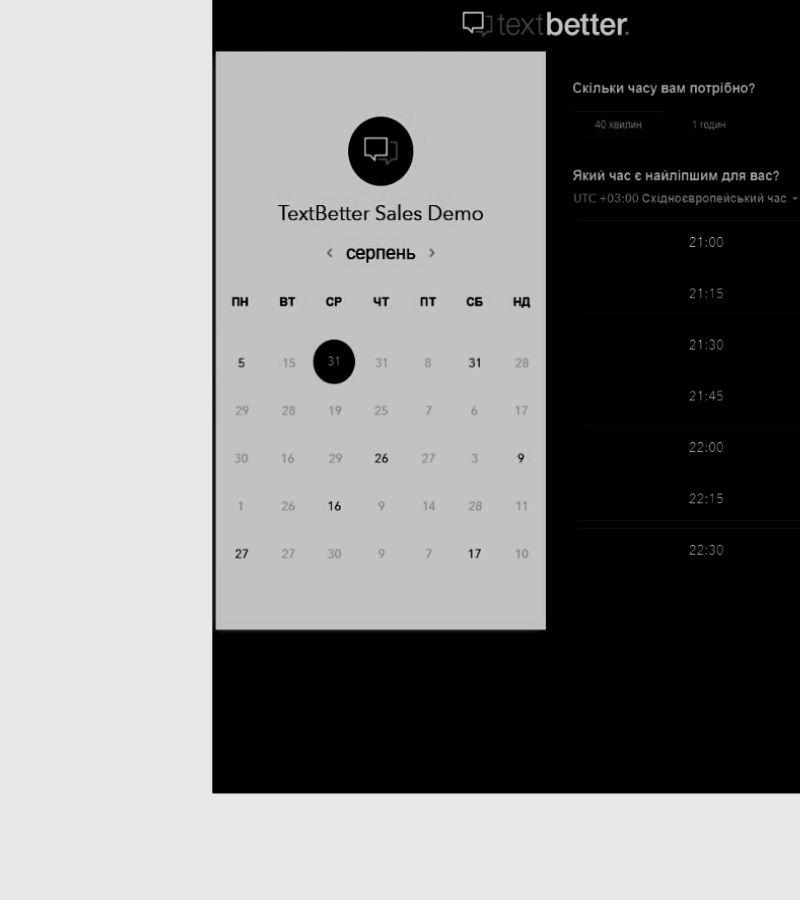 textbetter.
TextBetter Sales Demo
< серпень >
ПН ВТ СР ЧТ ПТ СБ НД
5 15 31 31 8 31 28
29 28 19 25 7 6 17
30 16 29 26 27 3 9
1 26 16 9 14 28 11
27 27 30 9 7 17 10
Скільки часу вам потрібно?
40 хвилин 1 годин
Який час є найліпшим для вас?
UTC +03:00 Східноєвропейський час
21:00
21:15
21:30
21:45
22:00
22:15
22:30